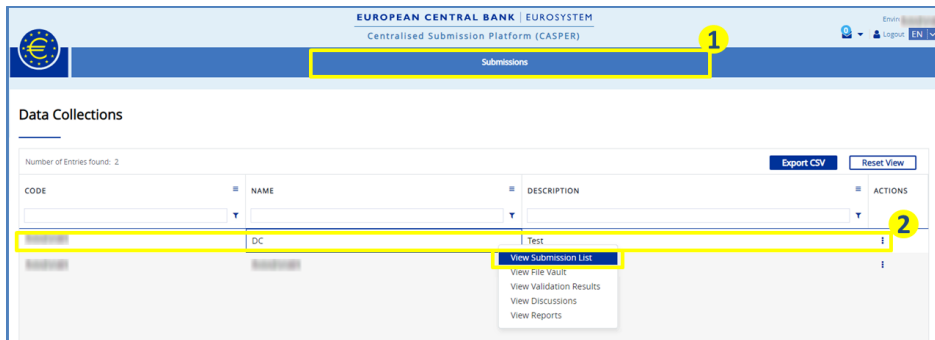 EUROPEAN CENTRAL BANK | EUROSYSTEM
Centralised Submission Platform (CASPER)
Envin
0
Logout EN
1
Submissions
Data Collections
Number of Entries found: 2
Export CSV Reset View
CODE NAME DESCRIPTION ACTIONS
2
DC Test
View Submission List
View File Vault
View Validation Results
View Discussions
View Reports